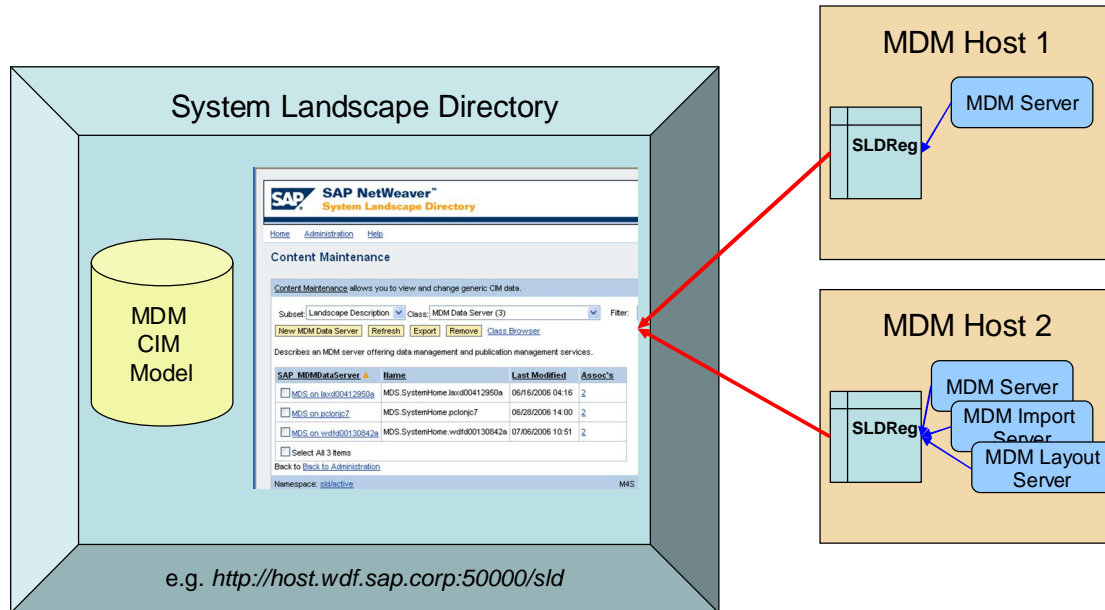 System Landscape Directory
MDM
CIM
Model
SAP
SAP NetWeaver™
System Landscape Directory
Home Administration Help
Content Maintenance
Content Maintenance allows you to view and change generic CIM data.
Subset: Landscape Description Class: MDM Data Server (3) Filter:
New MDM Data Server Refresh Export Remove Class Browser
Describes an MDM server offering data management and publication management services.
SAP_MDMDataServer Name Last Modified Assoc's
MDS on laxd00412950a MDS.SystemHome.laxd00412950a 06/16/2006 04:16 2
MDS on pclonjc7 MDS.SystemHome.pclonjc7 06/28/2006 14:00 2
MDS on wdfd00130842a MDS.SystemHome.wdfd00130842a 07/06/2006 10:51 2
Select All 3 Items
Back to Back to Administration
Namespace: sld/active M4S
e.g. http://host.wdf.sap.corp:50000/sld
MDM Host 1
MDM Server
SLDReg
MDM Host 2
MDM Server
MDM Import
Server
MDM Layout
Server
SLDReg